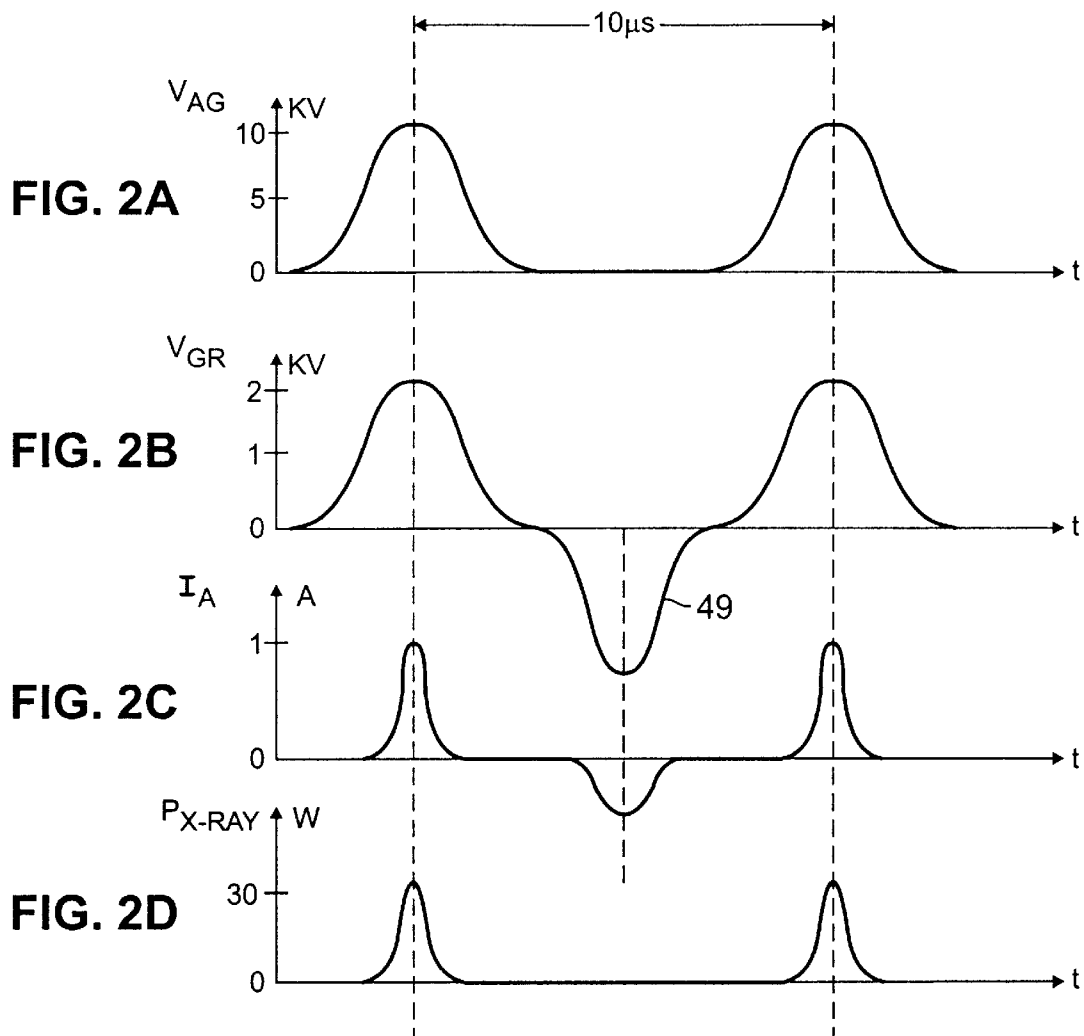 10μs
V_AG KV
10
5
0
t
FIG. 2A
V_GR KV
2
1
0
t
FIG. 2B
49
I_A A
1
0
t
FIG. 2C
P_X-RAY W
30
0
t
FIG. 2D